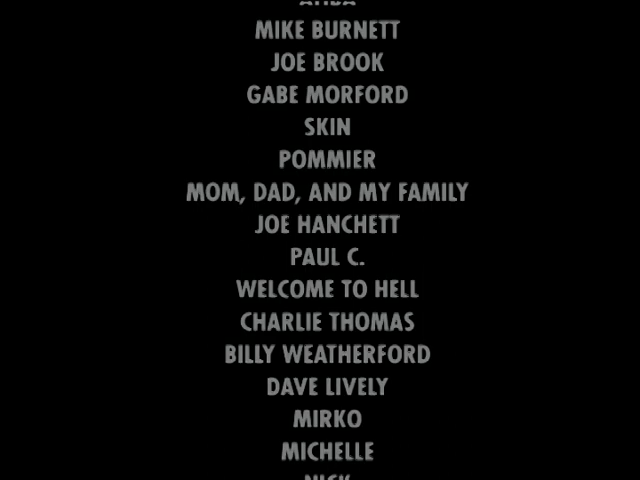 MIKE BURNETT
JOE BROOK
GABE MORFORD
SKIN
POMMIER
MOM, DAD, AND MY FAMILY
JOE HANCHETT
PAUL C.
WELCOME TO HELL
CHARLIE THOMAS
BILLY WEATHERFORD
DAVE LIVELY
MIRKO
MICHELLE
NICK